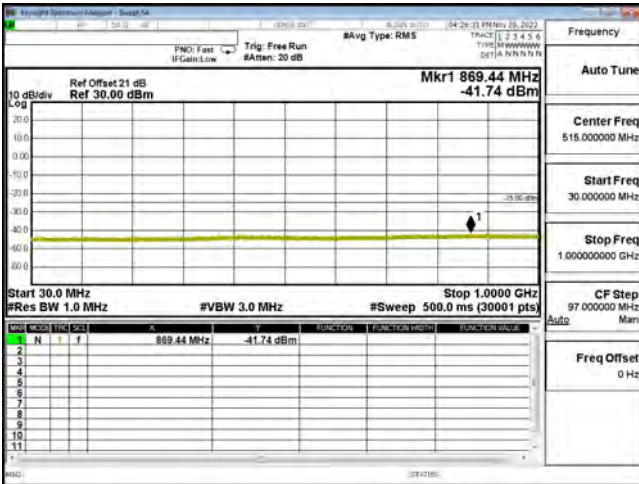 Keysight Spectrum Analyzer - Swept SA
RF 50 Ω AC SENSE:INT ALIGN AUTO 04:26:31 PM Nov 29, 2022
PNO: Fast Trig: Free Run #Avg Type: RMS TRACE 1 2 3 4 5 6
IFGain:Low #Atten: 20 dB TYPE M WWWWW
DET A N N N N N
Ref Offset 21 dB Mkr1 869.44 MHz
10 dB/div Ref 30.00 dBm -41.74 dBm
Log
20.0
10.0
0.00
-10.0
-20.0
-25.00 dBm
-30.0
1
-40.0
-50.0
-60.0
Start 30.0 MHz Stop 1.0000 GHz
#Res BW 1.0 MHz #VBW 3.0 MHz #Sweep 500.0 ms (30001 pts)
MKR MODE TRC SCL X Y FUNCTION FUNCTION WIDTH FUNCTION VALUE
1 N 1 f 869.44 MHz -41.74 dBm
2
3
4
5
6
7
8
9
10
11
MSG STATUS
Frequency
Auto Tune
Center Freq
515.000000 MHz
Start Freq
30.000000 MHz
Stop Freq
1.000000000 GHz
CF Step
97.000000 MHz
Auto Man
Freq Offset
0 Hz